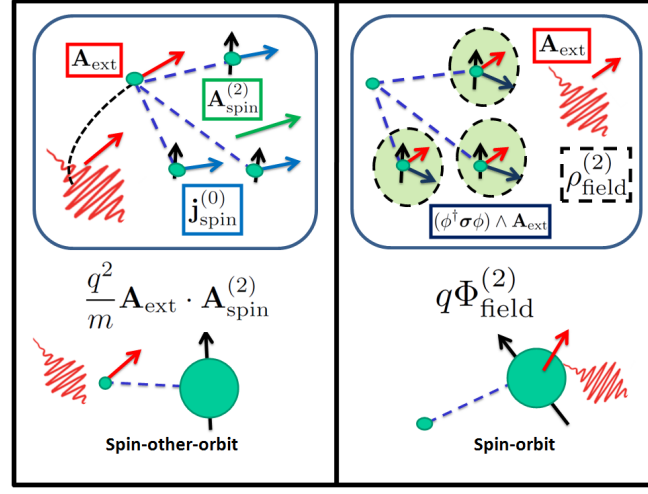 A_ext
A_spin^(2)
j_spin^(0)
q^2/m A_ext · A_spin^(2)
Spin-other-orbit
A_ext
ρ_field^(2)
(ϕ†σϕ) ∧ A_ext
qΦ_field^(2)
Spin-orbit